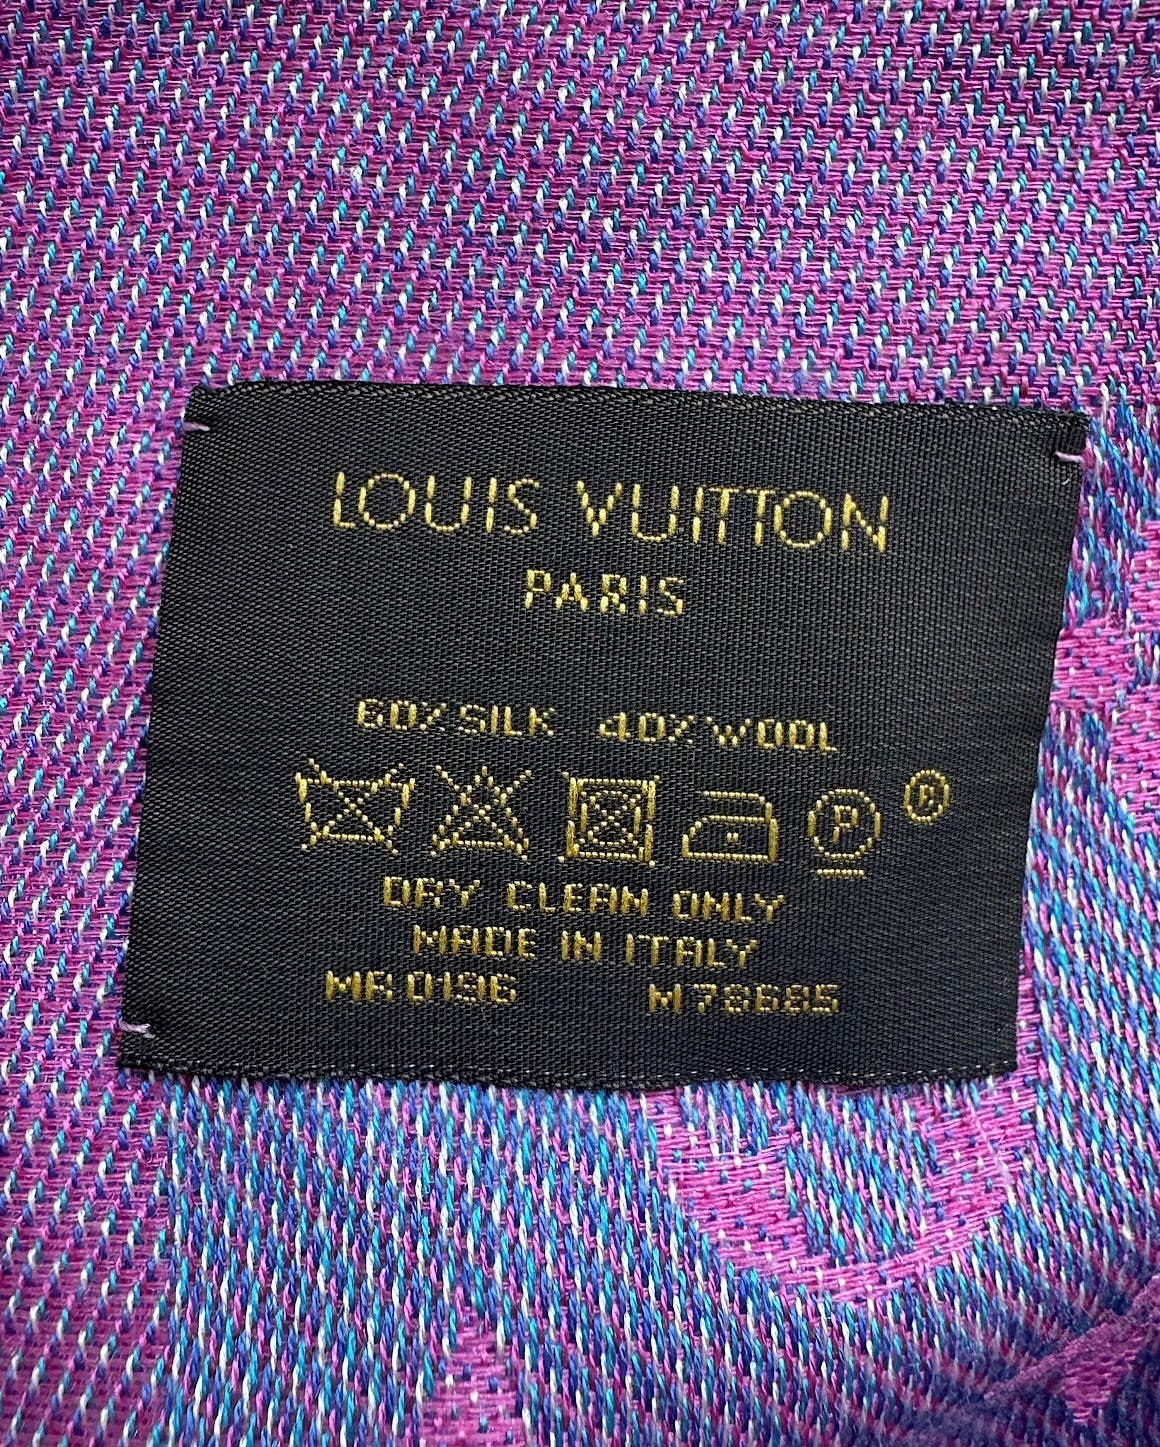 LOUIS VUITTON
PARIS
60% SILK 40% WOOL
P ®
DRY CLEAN ONLY
MADE IN ITALY
MR0196 M78685